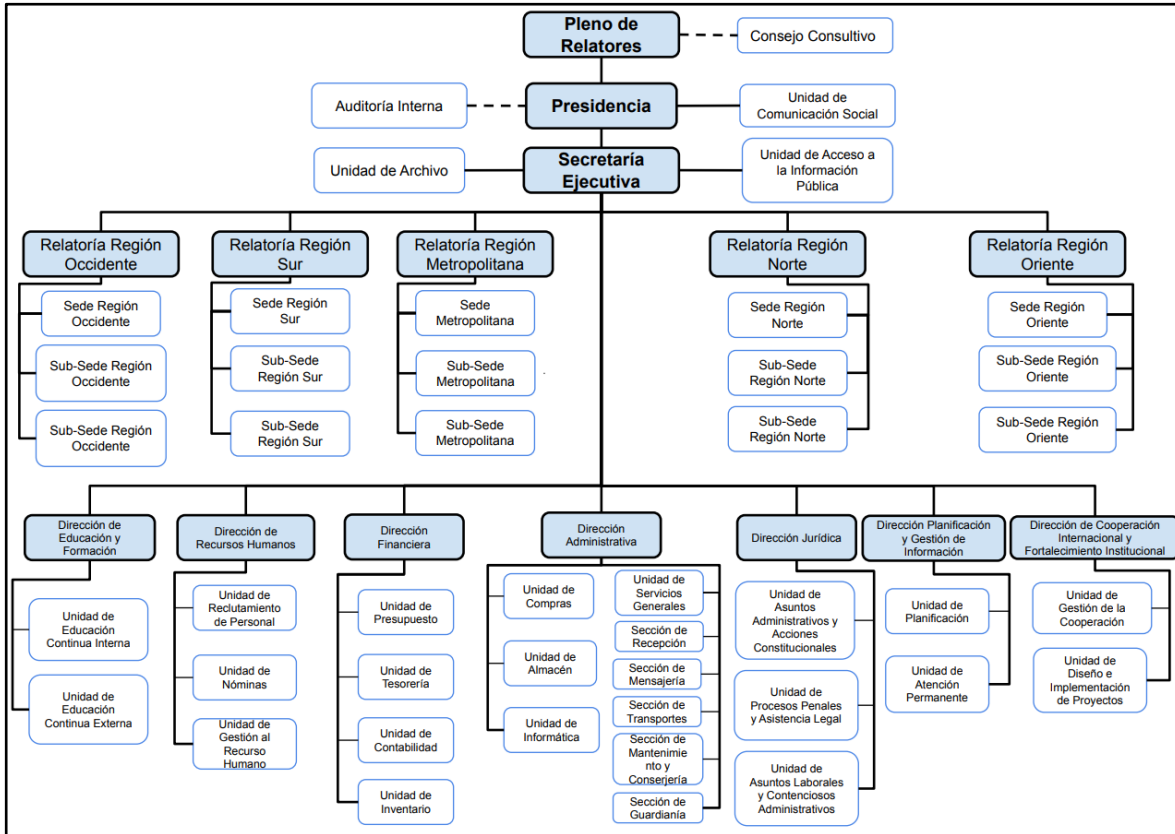 Pleno de
Relatores
Consejo Consultivo
Auditoría Interna
Presidencia
Unidad de
Comunicación Social
Unidad de Archivo
Secretaría
Ejecutiva
Unidad de Acceso a
la Información
Pública
Relatoría Región
Occidente
Relatoría Región
Sur
Relatoría Región
Metropolitana
Relatoría Región
Norte
Relatoría Región
Oriente
Sede Región
Occidente
Sede Región
Sur
Sede
Metropolitana
Sede Región
Norte
Sede Región
Oriente
Sub-Sede Región
Occidente
Sub-Sede
Región Sur
Sub-Sede
Metropolitana
Sub-Sede
Región Norte
Sub-Sede Región
Oriente
Sub-Sede Región
Occidente
Sub-Sede
Región Sur
Sub-Sede
Metropolitana
Sub-Sede
Región Norte
Sub-Sede Región
Oriente
Dirección de
Educación y
Formación
Dirección de
Recursos Humanos
Dirección
Financiera
Dirección
Administrativa
Dirección Jurídica
Dirección Planificación
y Gestión de
Información
Dirección de Cooperación
Internacional y
Fortalecimiento Institucional
Unidad de
Educación
Continua Interna
Unidad de
Educación
Continua Externa
Unidad de
Reclutamiento
de Personal
Unidad de
Nóminas
Unidad de
Gestión al
Recurso
Humano
Unidad de
Presupuesto
Unidad de
Tesorería
Unidad de
Contabilidad
Unidad de
Inventario
Unidad de
Compras
Unidad de
Almacén
Unidad de
Informática
Unidad de
Servicios
Generales
Sección de
Recepción
Sección de
Mensajería
Sección de
Transportes
Sección de
Mantenimie
nto y
Conserjería
Sección de
Guardianía
Unidad de
Asuntos
Administrativos y
Acciones
Constitucionales
Unidad de
Procesos Penales
y Asistencia Legal
Unidad de
Asuntos Laborales
y Contenciosos
Administrativos
Unidad de
Planificación
Unidad de
Atención
Permanente
Unidad de
Gestión de la
Cooperación
Unidad de
Diseño e
Implementación
de Proyectos